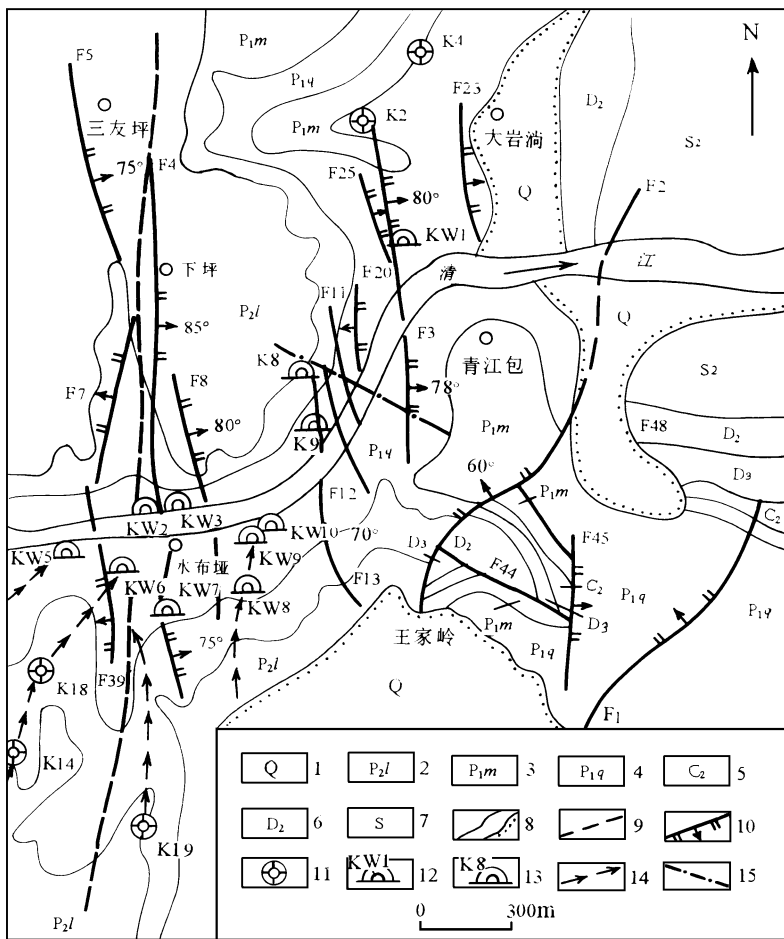 F5
P₁m
K4
N
三友坪
P₁q
P₁m
K2
F23
大岩淌
D₂
S₂
75°
F4
F25
80°
Q
F2
KW1
下坪
F20
清
江
F11
P₂l
85°
F3
Q
K8
青江包
F7
F8
78°
S₂
80°
P₁m
F48
K9
P₁q
D₂
60°
D₃
P₁m
C₂
KW2
KW3
F12
KW10
70°
F45
KW5
水布垭
KW9
D₃
D₂
F44
KW6
KW7
C₂
KW8
F13
P₁q
P₁q
王家岭
P₁m
D₃
75°
P₂l
P₁q
K18
F39
Q
F1
K14
Q 1
P₂l 2
P₁m 3
P₁q 4
C₂ 5
D₂ 6
S 7
8
9
10
K19
11
KW1 12
K8 13
14
15
P₂l
0 300m